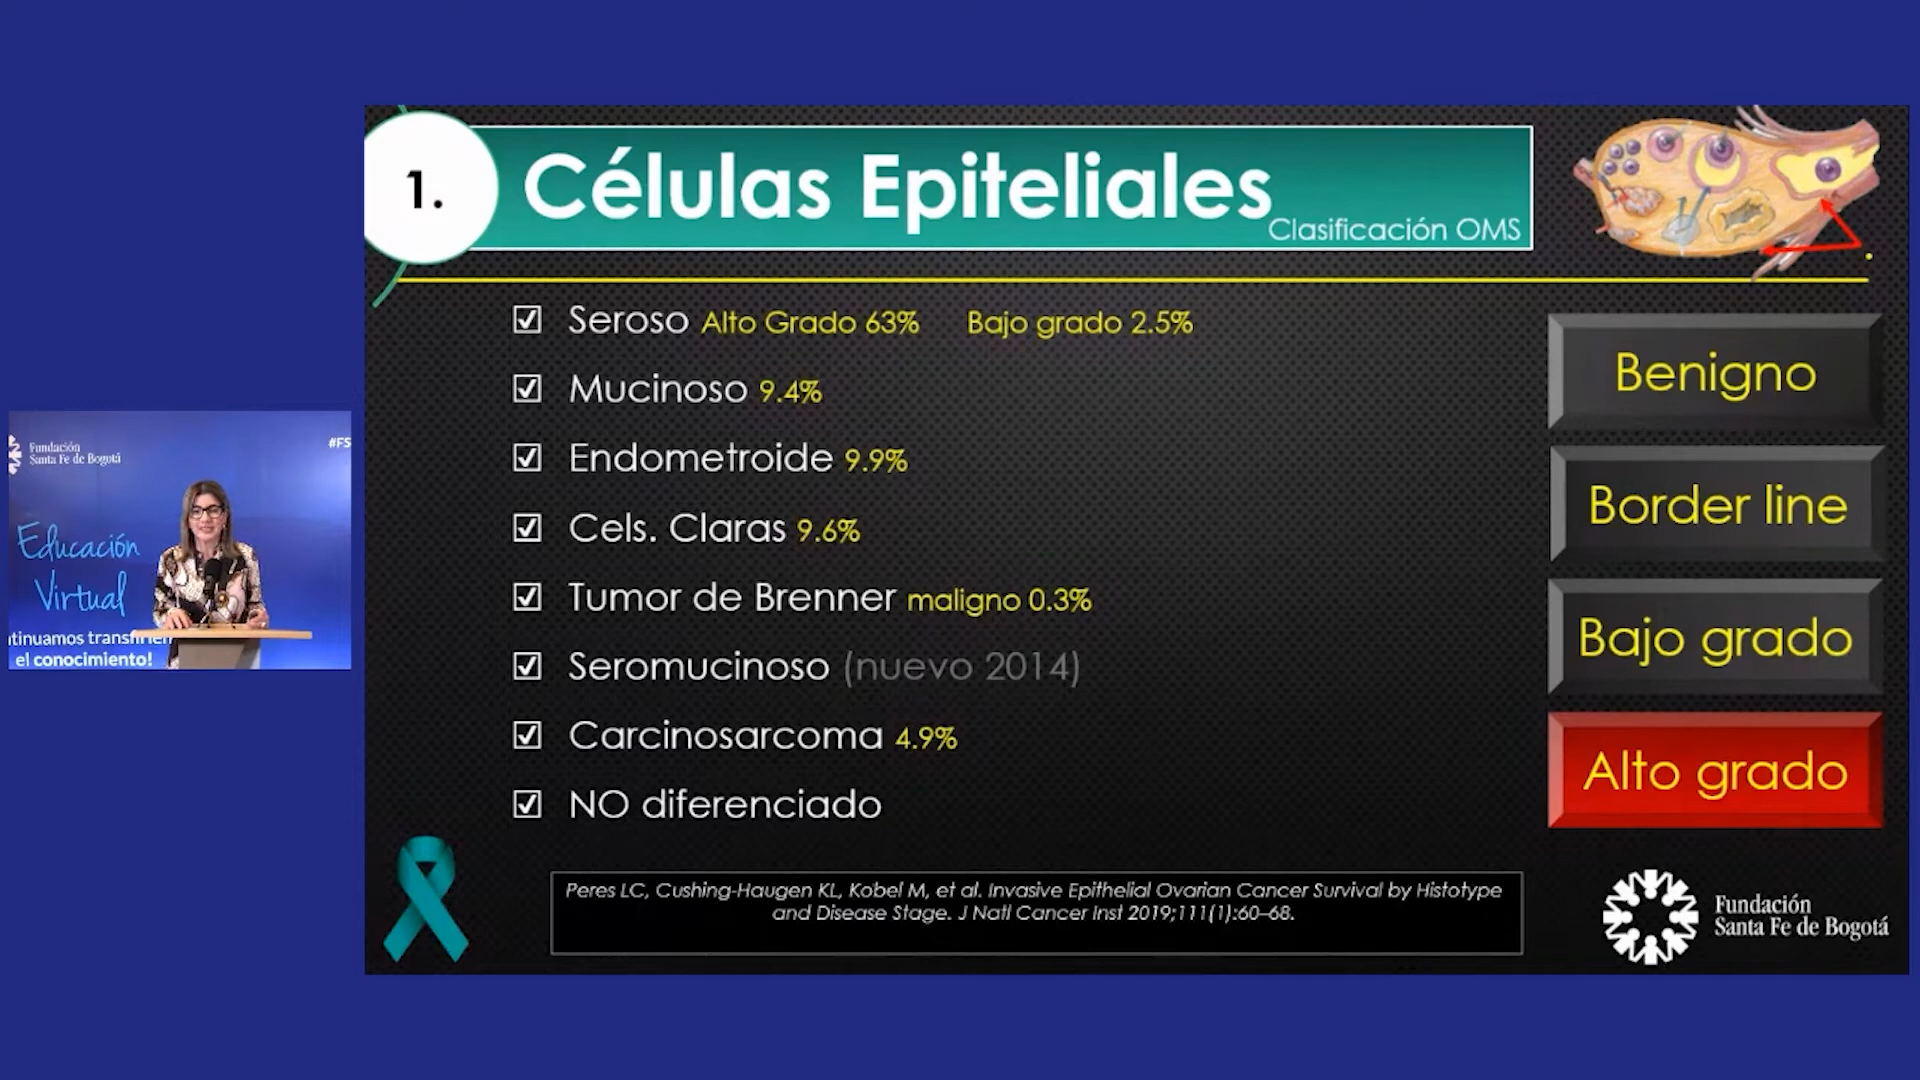 1.
Células Epiteliales
Clasificación OMS
Seroso Alto Grado 63% Bajo grado 2.5%
Mucinoso 9.4%
Endometroide 9.9%
Cels. Claras 9.6%
Tumor de Brenner maligno 0.3%
Seromucinoso (nuevo 2014)
Carcinosarcoma 4.9%
NO diferenciado
Benigno
Border line
Bajo grado
Alto grado
Peres LC, Cushing-Haugen KL, Kobel M, et al. Invasive Epithelial Ovarian Cancer Survival by Histotype
and Disease Stage. J Natl Cancer Inst 2019;111(1):60–68.
Fundación
Santa Fe de Bogotá
Fundación
Santa Fe de Bogotá
#FS
Educación
Virtual
el conocimiento!